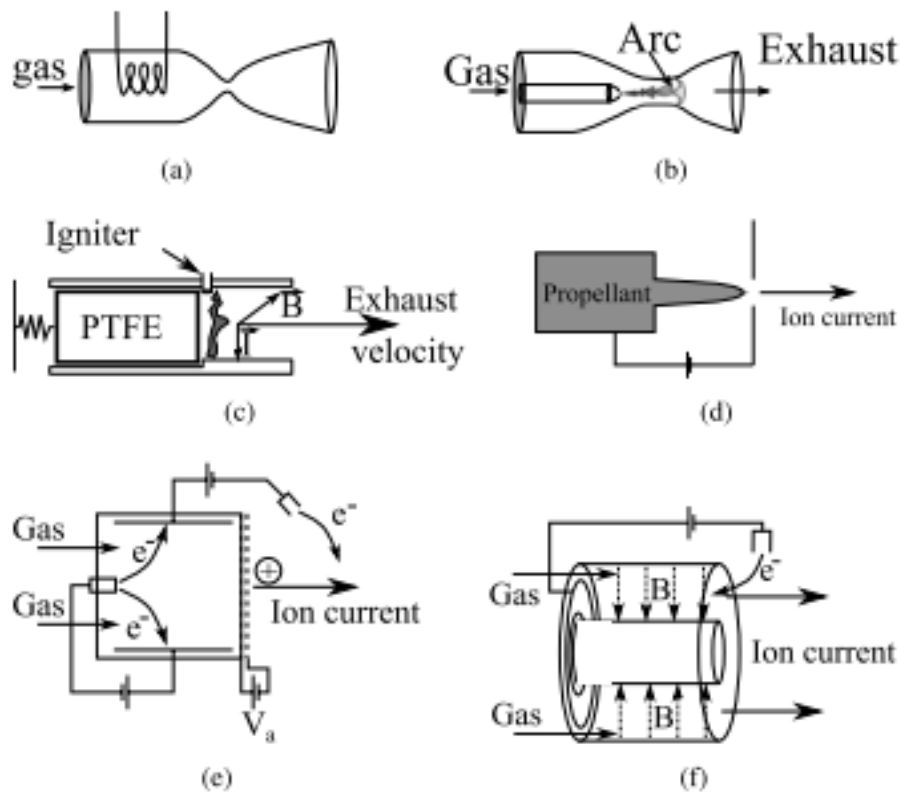 gas
(a)
Gas
Arc
Exhaust
(b)
Igniter
PTFE
B
I
Exhaust
velocity
(c)
Propellant
Ion current
(d)
Gas
Gas
e-
e-
e-
+
Ion current
Va
(e)
Gas
Gas
B
B
e-
Ion current
(f)